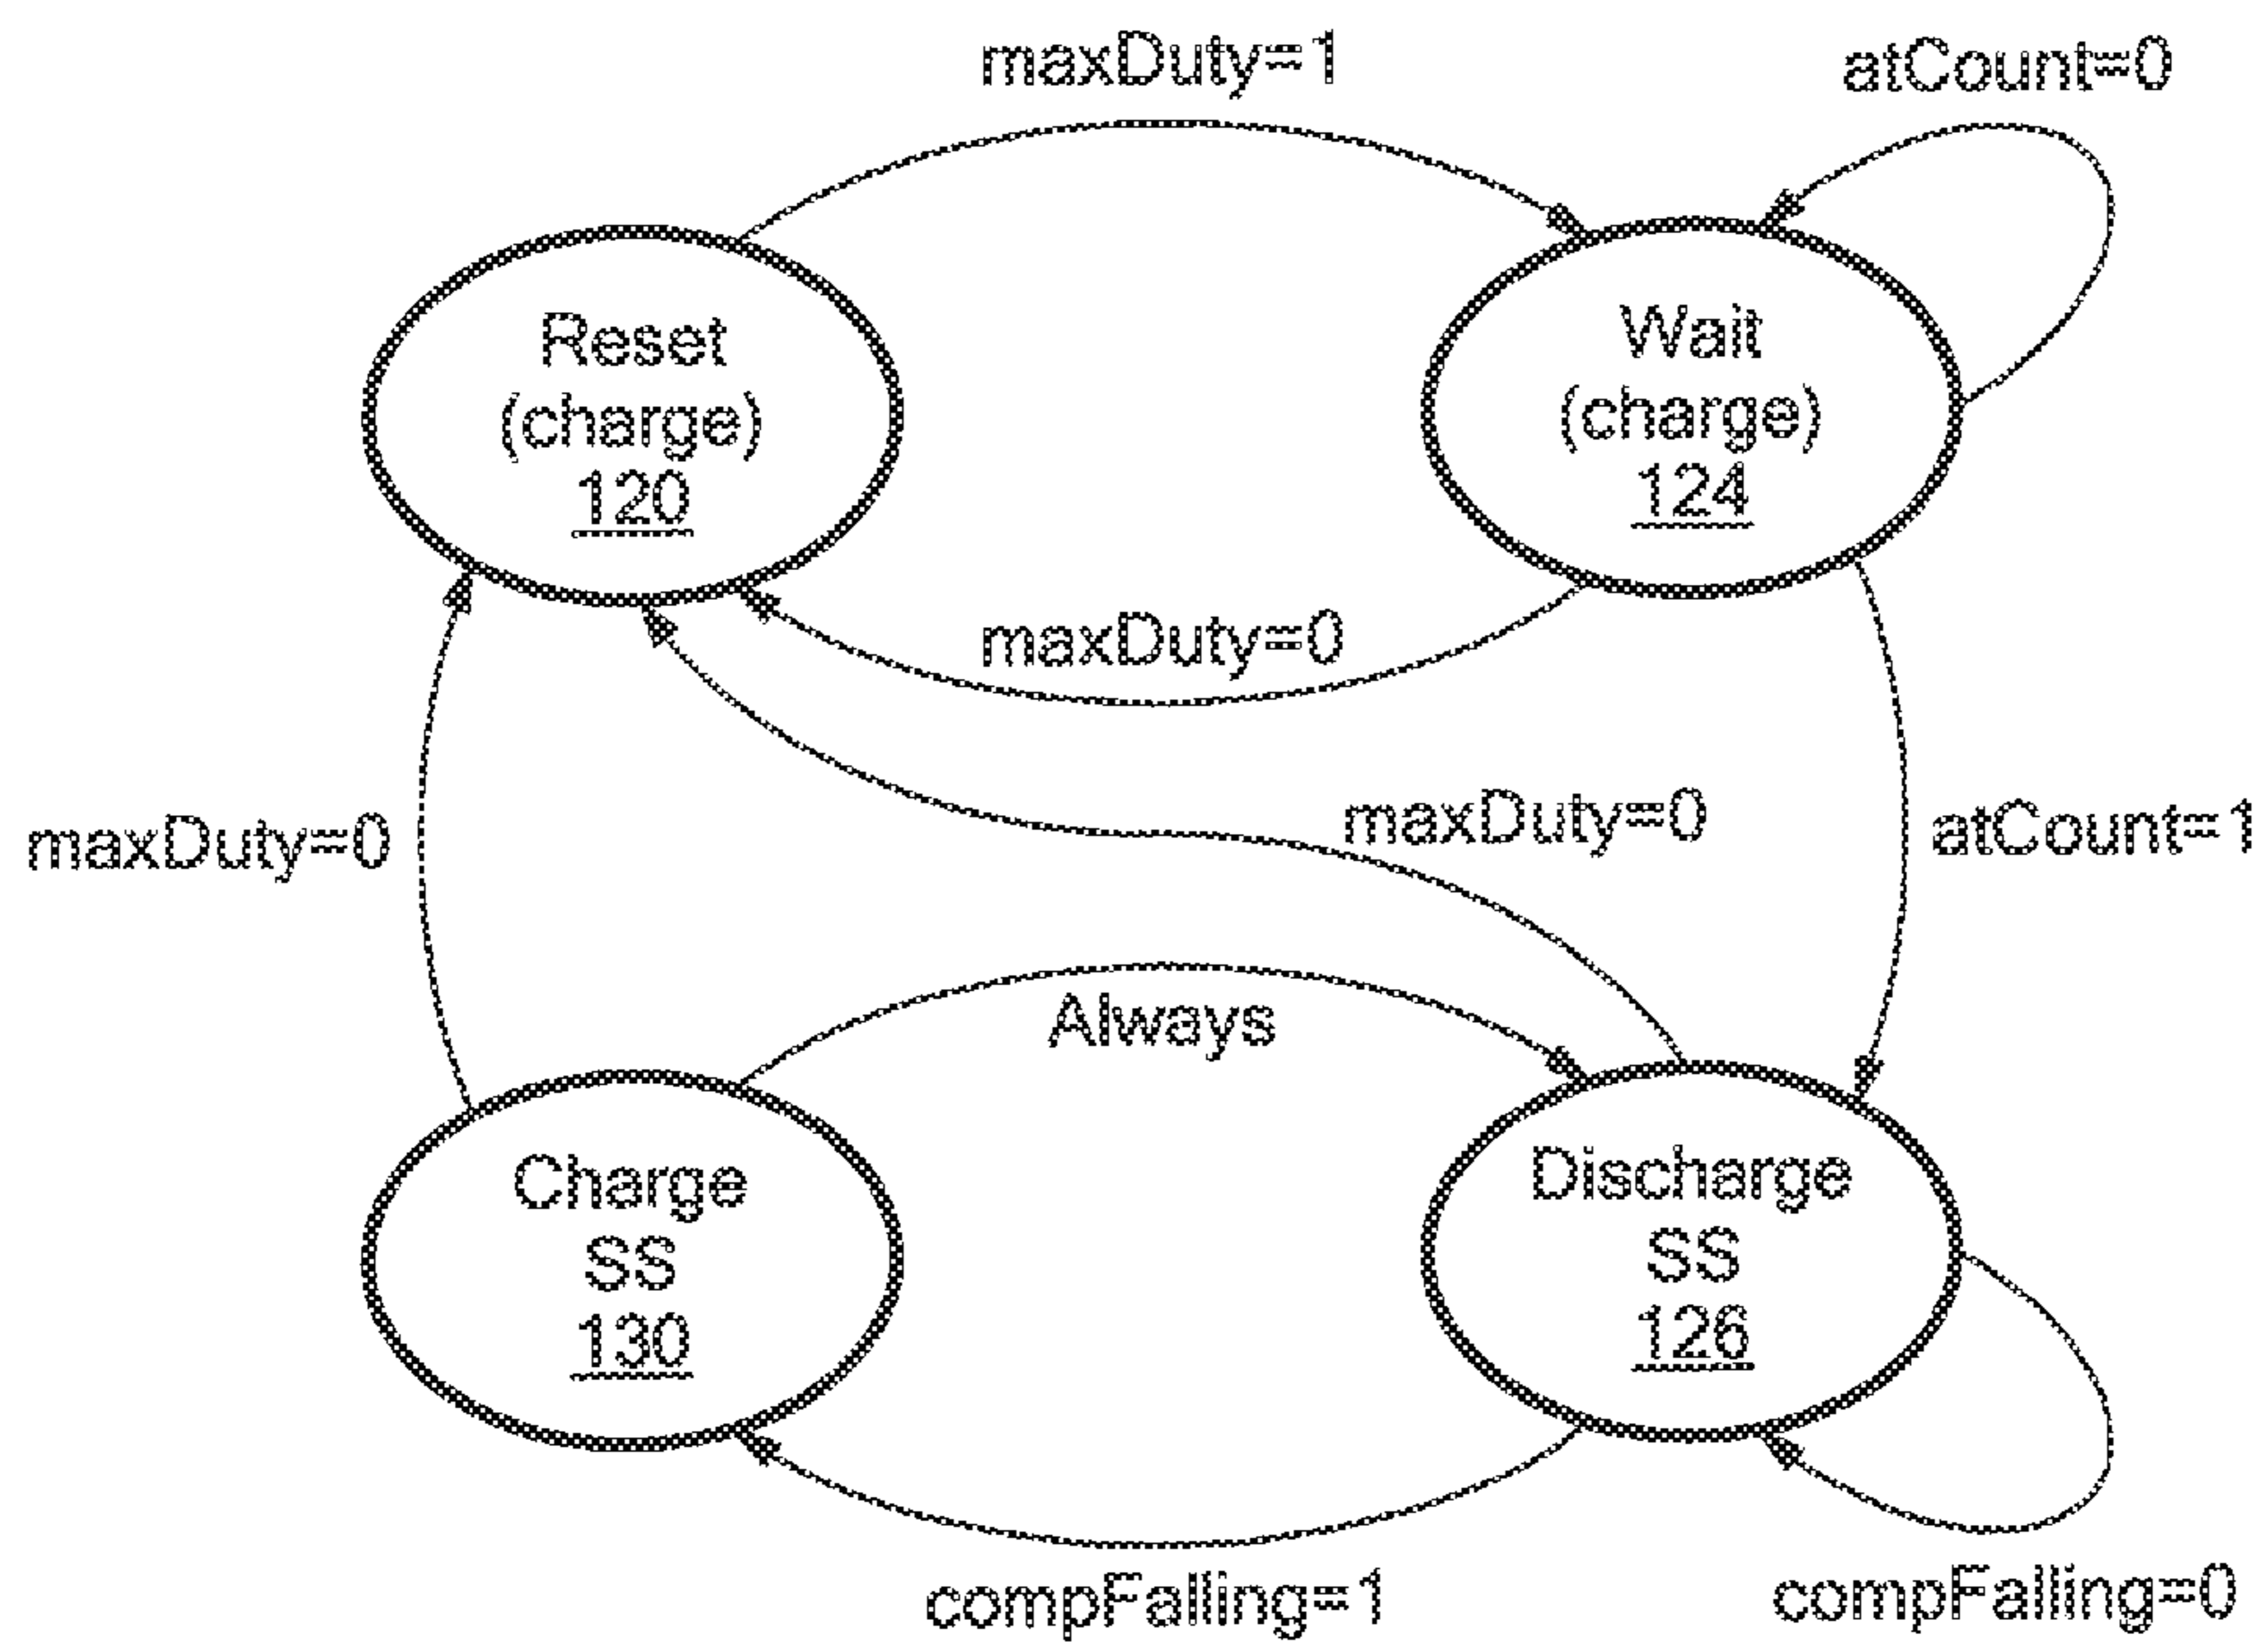 maxDuty=1
atCount=0
Reset
(charge)
120
Wait
(charge)
124
maxDuty=0
maxDuty=0
maxDuty=0
atCount=1
Always
Charge
SS
130
Discharge
SS
126
compFalling=1
compFalling=0